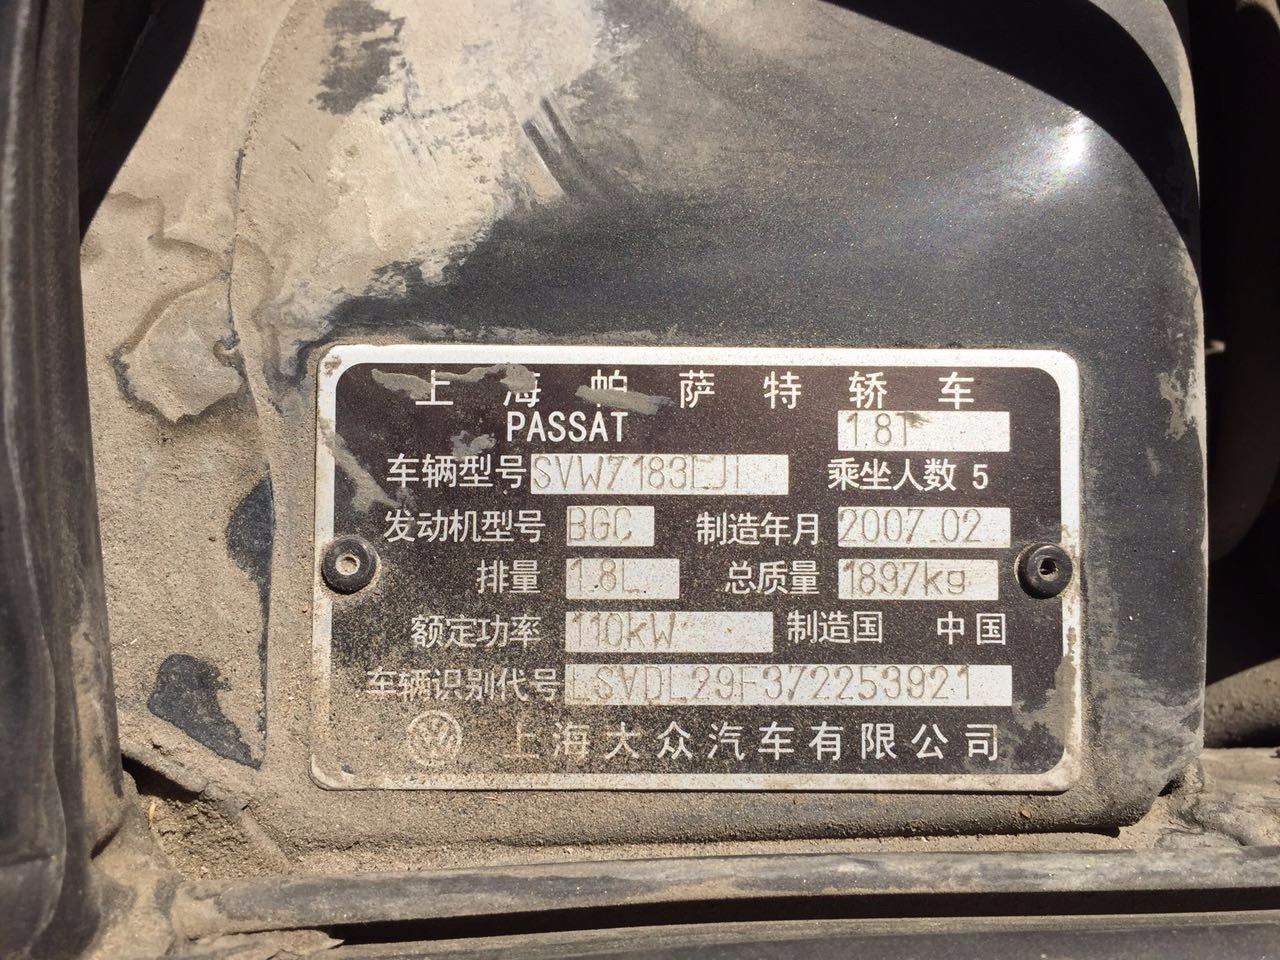 上海帕萨特轿车
PASSAT 1.8T
车辆型号 SVW7183LJI 乘坐人数 5
发动机型号 BGC 制造年月 2007.02
排量 1.8L 总质量 1897kg
额定功率 110kW 制造国 中国
车辆识别代号 LSVDL29F372253921
上海大众汽车有限公司